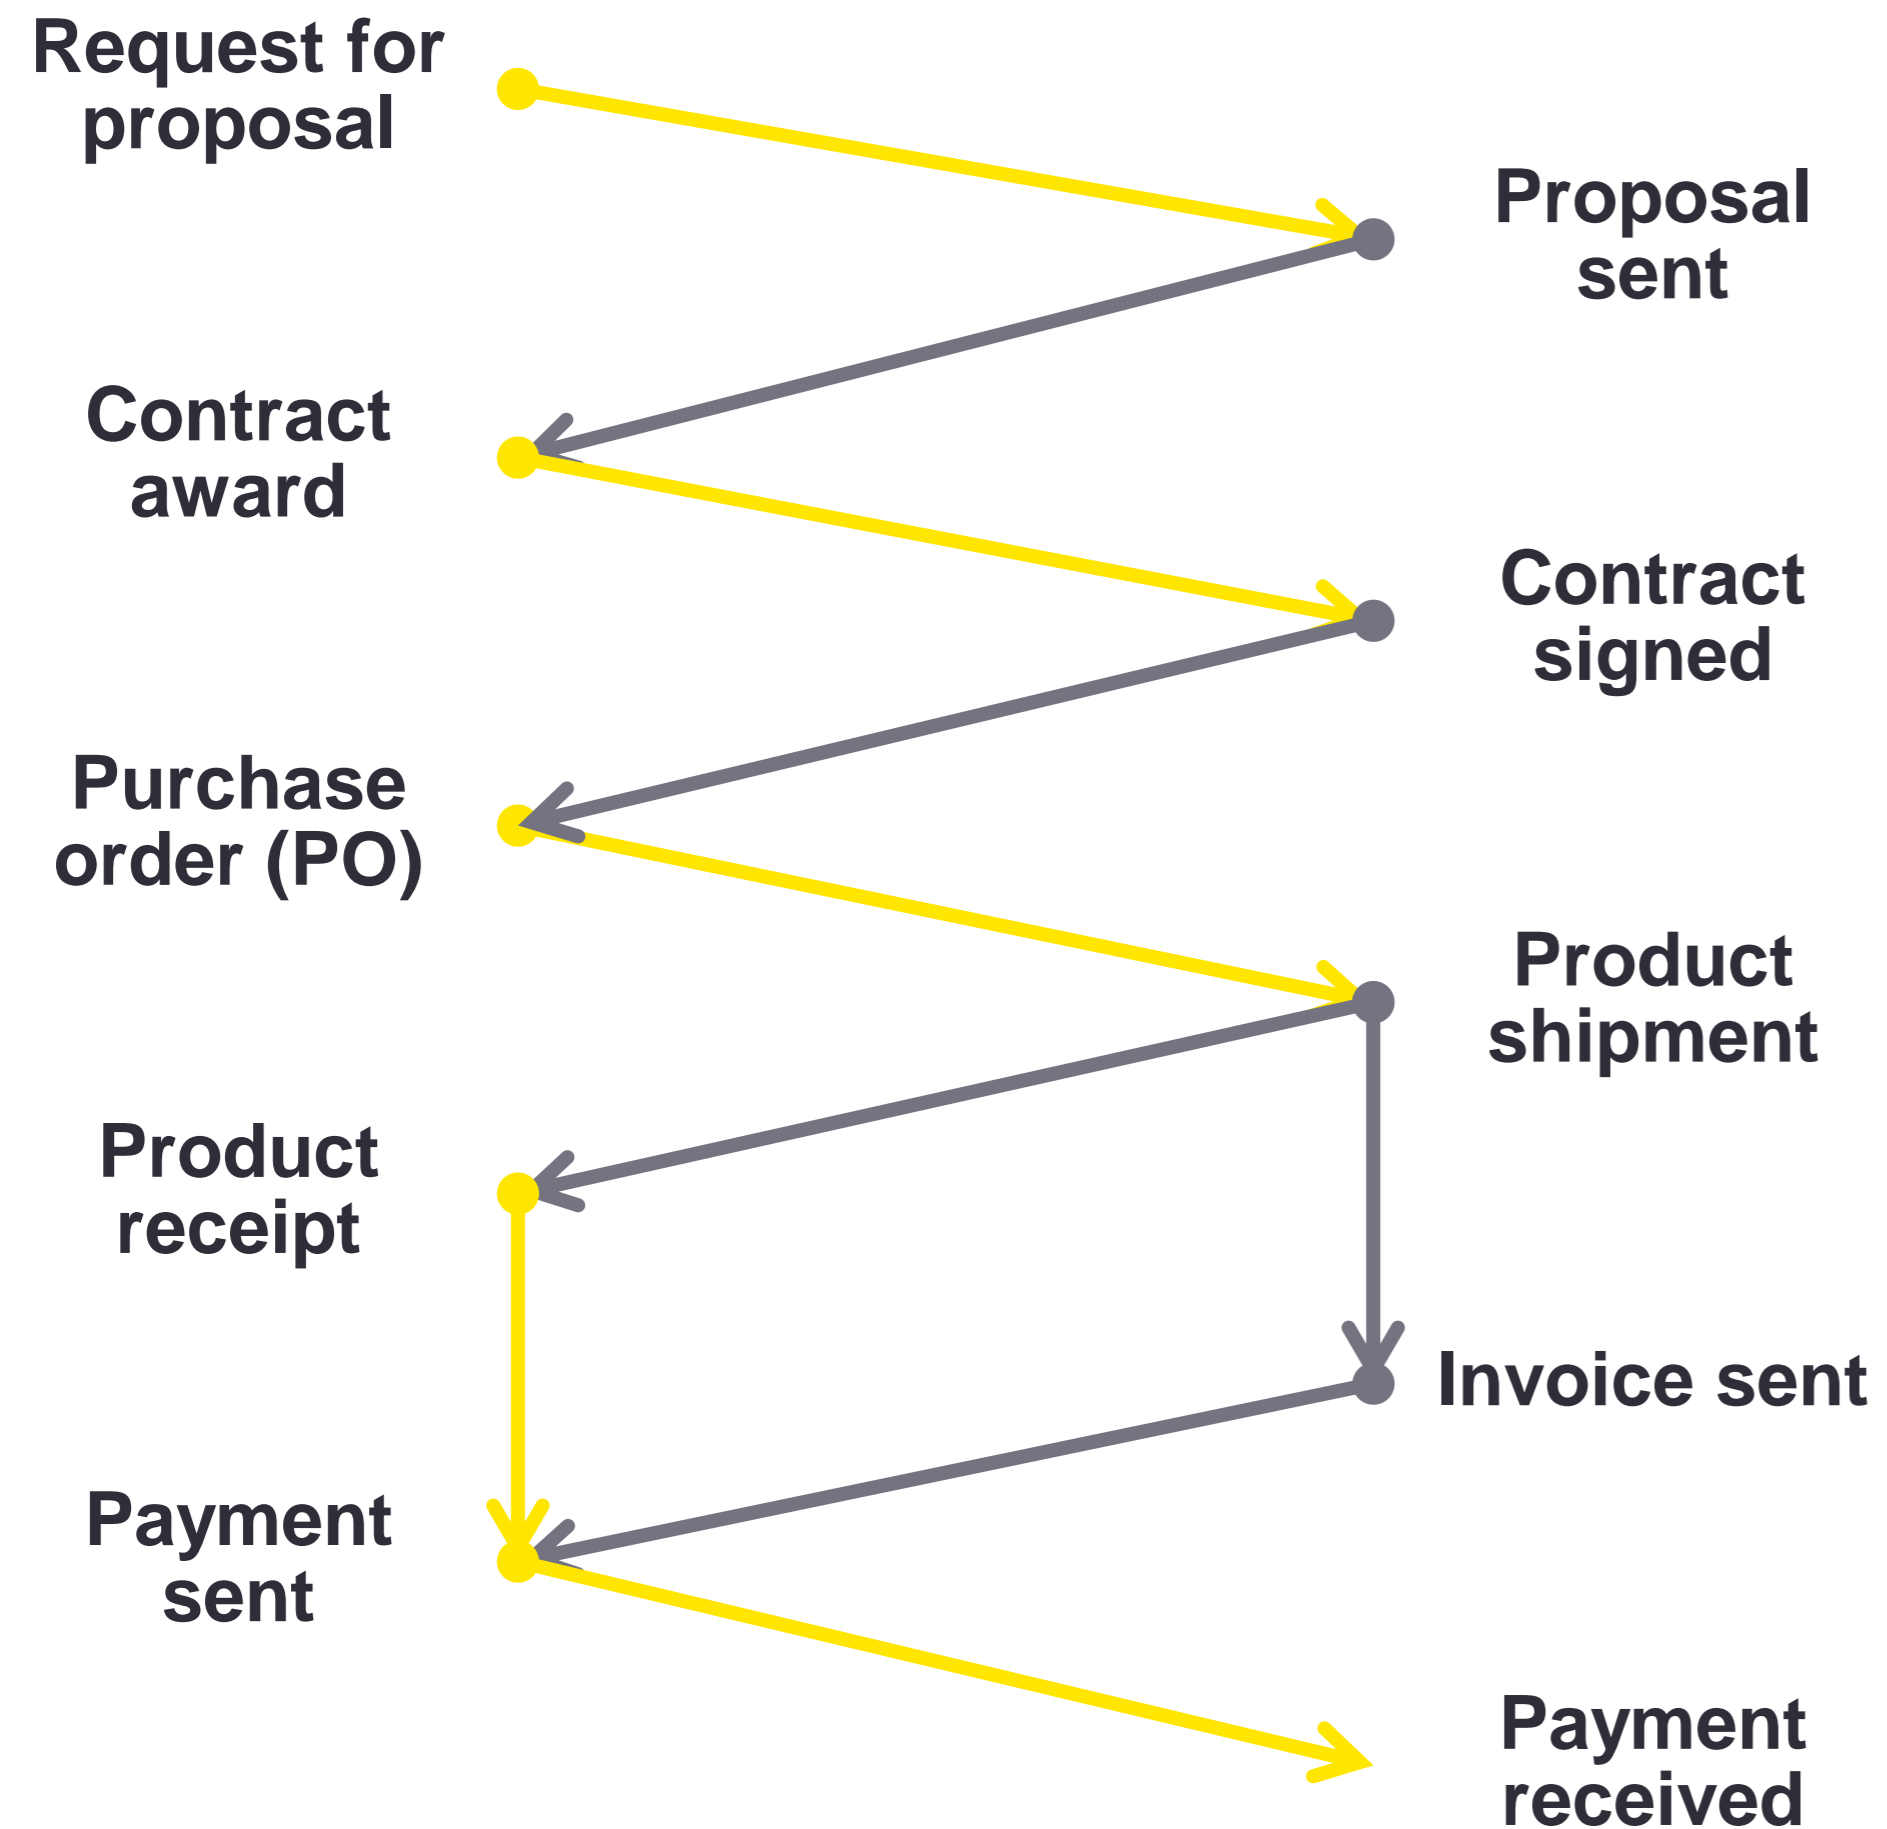 Request for
proposal
Proposal
sent
Contract
award
Contract
signed
Purchase
order (PO)
Product
shipment
Product
receipt
Invoice sent
Payment
sent
Payment
received